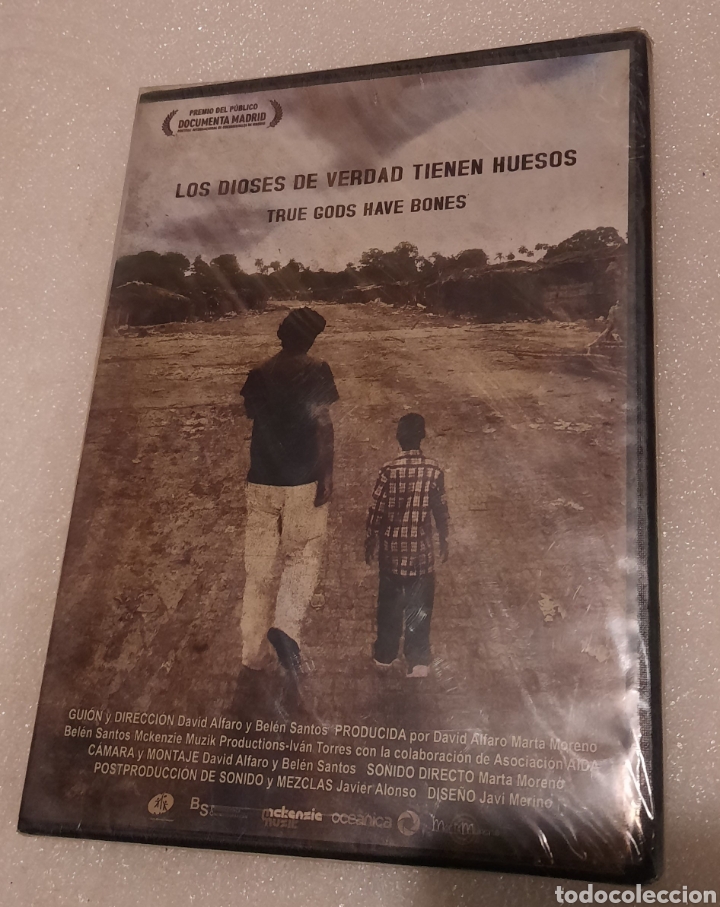 PREMIO DEL PÚBLICO
DOCUMENTA MADRID
LOS DIOSES DE VERDAD TIENEN HUESOS
TRUE GODS HAVE BONES
GUIÓN y DIRECCIÓN David Alfaro y Belén Santos PRODUCIDA por David Alfaro Marta Moreno
Belén Santos Mckenzie Muzik Productions-Iván Torres con la colaboración de Asociación AIDA
CÁMARA y MONTAJE David Alfaro y Belén Santos SONIDO DIRECTO Marta Moreno
POSTPRODUCCIÓN DE SONIDO y MEZCLAS Javier Alonso DISEÑO Javi Merino
BS
mckenzie
muzik
oceanica
todocoleccion